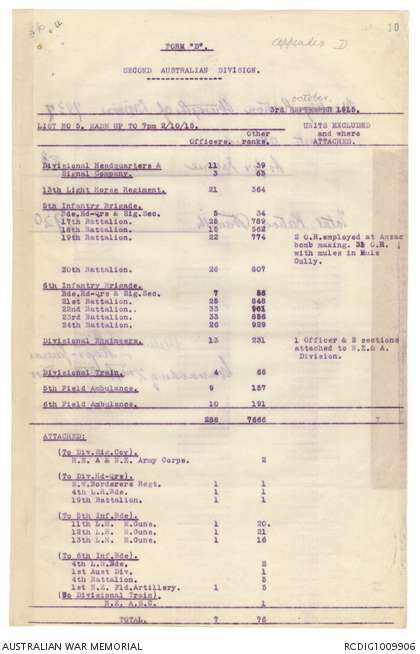 10
Appendix D
FORM "D".
SECOND AUSTRALIAN DIVISION.
October
3rd SEPTEMBER 1915.
LIST NO 5. MADE UP TO 7pm 2/10/15.
Officers. Other ranks. UNITS EXCLUDED and where ATTACHED.
Divisional Headquarters & 11 39
Signal Company. 3 63
13th Light Horse Regiment. 21 364
5th Infantry Brigade.
Bde.Hd-Qrs & Sig.Sec. 5 34
17th Battalion. 25 789
18th Battalion. 15 562
19th Battalion. 22 774 2 O.R.employed at Anzac
bomb making. 31 O.R.
with mules in Mule
Gully.
20th Battalion. 26 807
6th Infantry Brigade.
Bde.Hd-Qrs & Sig.Sec. 7
21st Battalion. 25 848
22nd Battalion. 33 961
23rd Battalion. 33 856
24th Battalion. 26 929
Divisional Engineers. 13 231 1 Officer & 2 sections
attached to N.Z.& A.
Division.
Divisional Train. 4 66
5th Field Ambulance. 9 157
6th Field Ambulance. 10 191
288 7666
ATTACHED:
(To Div.Sig.Coy).
H.Q. A & N.Z. Army Corps. 2
(To Div.Hd-Qrs).
S.W.Borderers Regt. 1 1
4th L.H.Bde. 1 1
19th Battalion. 1 1
(To 5th Inf.Bde).
11th L.H. M.Guns. 1 20.
12th L.H. M.Guns. 1 21
13th L.H. M.Guns. 1 16
(To 6th Inf.Bde).
4th L.H.Bde. 2
1st Aust Div. 1
4th Battalion. 5
1st N.Z. Fld.Artillery. 1 5
(To Divisional Train).
N.Z. A.S.C. 1
TOTAL. 7 76
AUSTRALIAN WAR MEMORIAL
RCDIG1009906